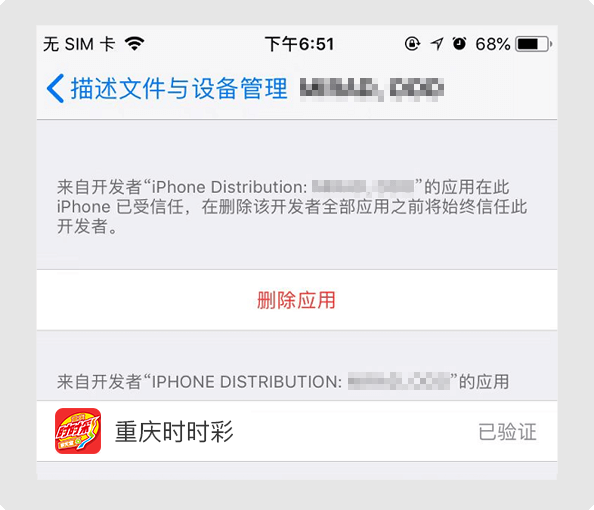 无 SIM 卡 下午6:51 68%
描述文件与设备管理
来自开发者“iPhone Distribution: ”的应用在此
iPhone 已受信任，在删除该开发者全部应用之前将始终信任此
开发者。
删除应用
来自开发者“IPHONE DISTRIBUTION: ”的应用
时时彩
重庆时时彩 已验证